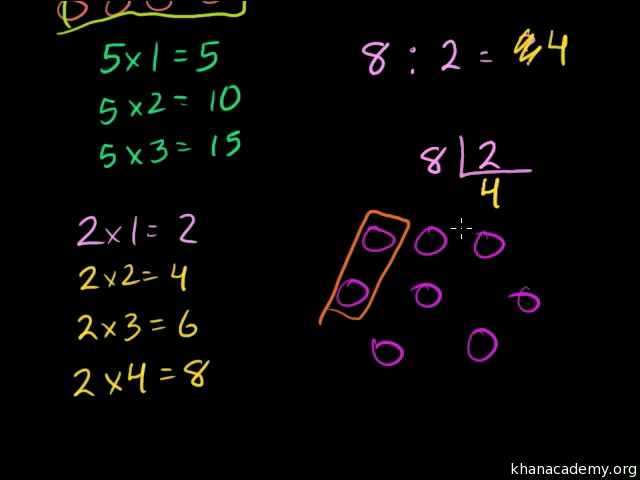 5x1=5
5x2=10
5x3=15
2x1=2
2x2=4
2x3=6
2x4=8
8:2=4
8 2
4
khanacademy.org